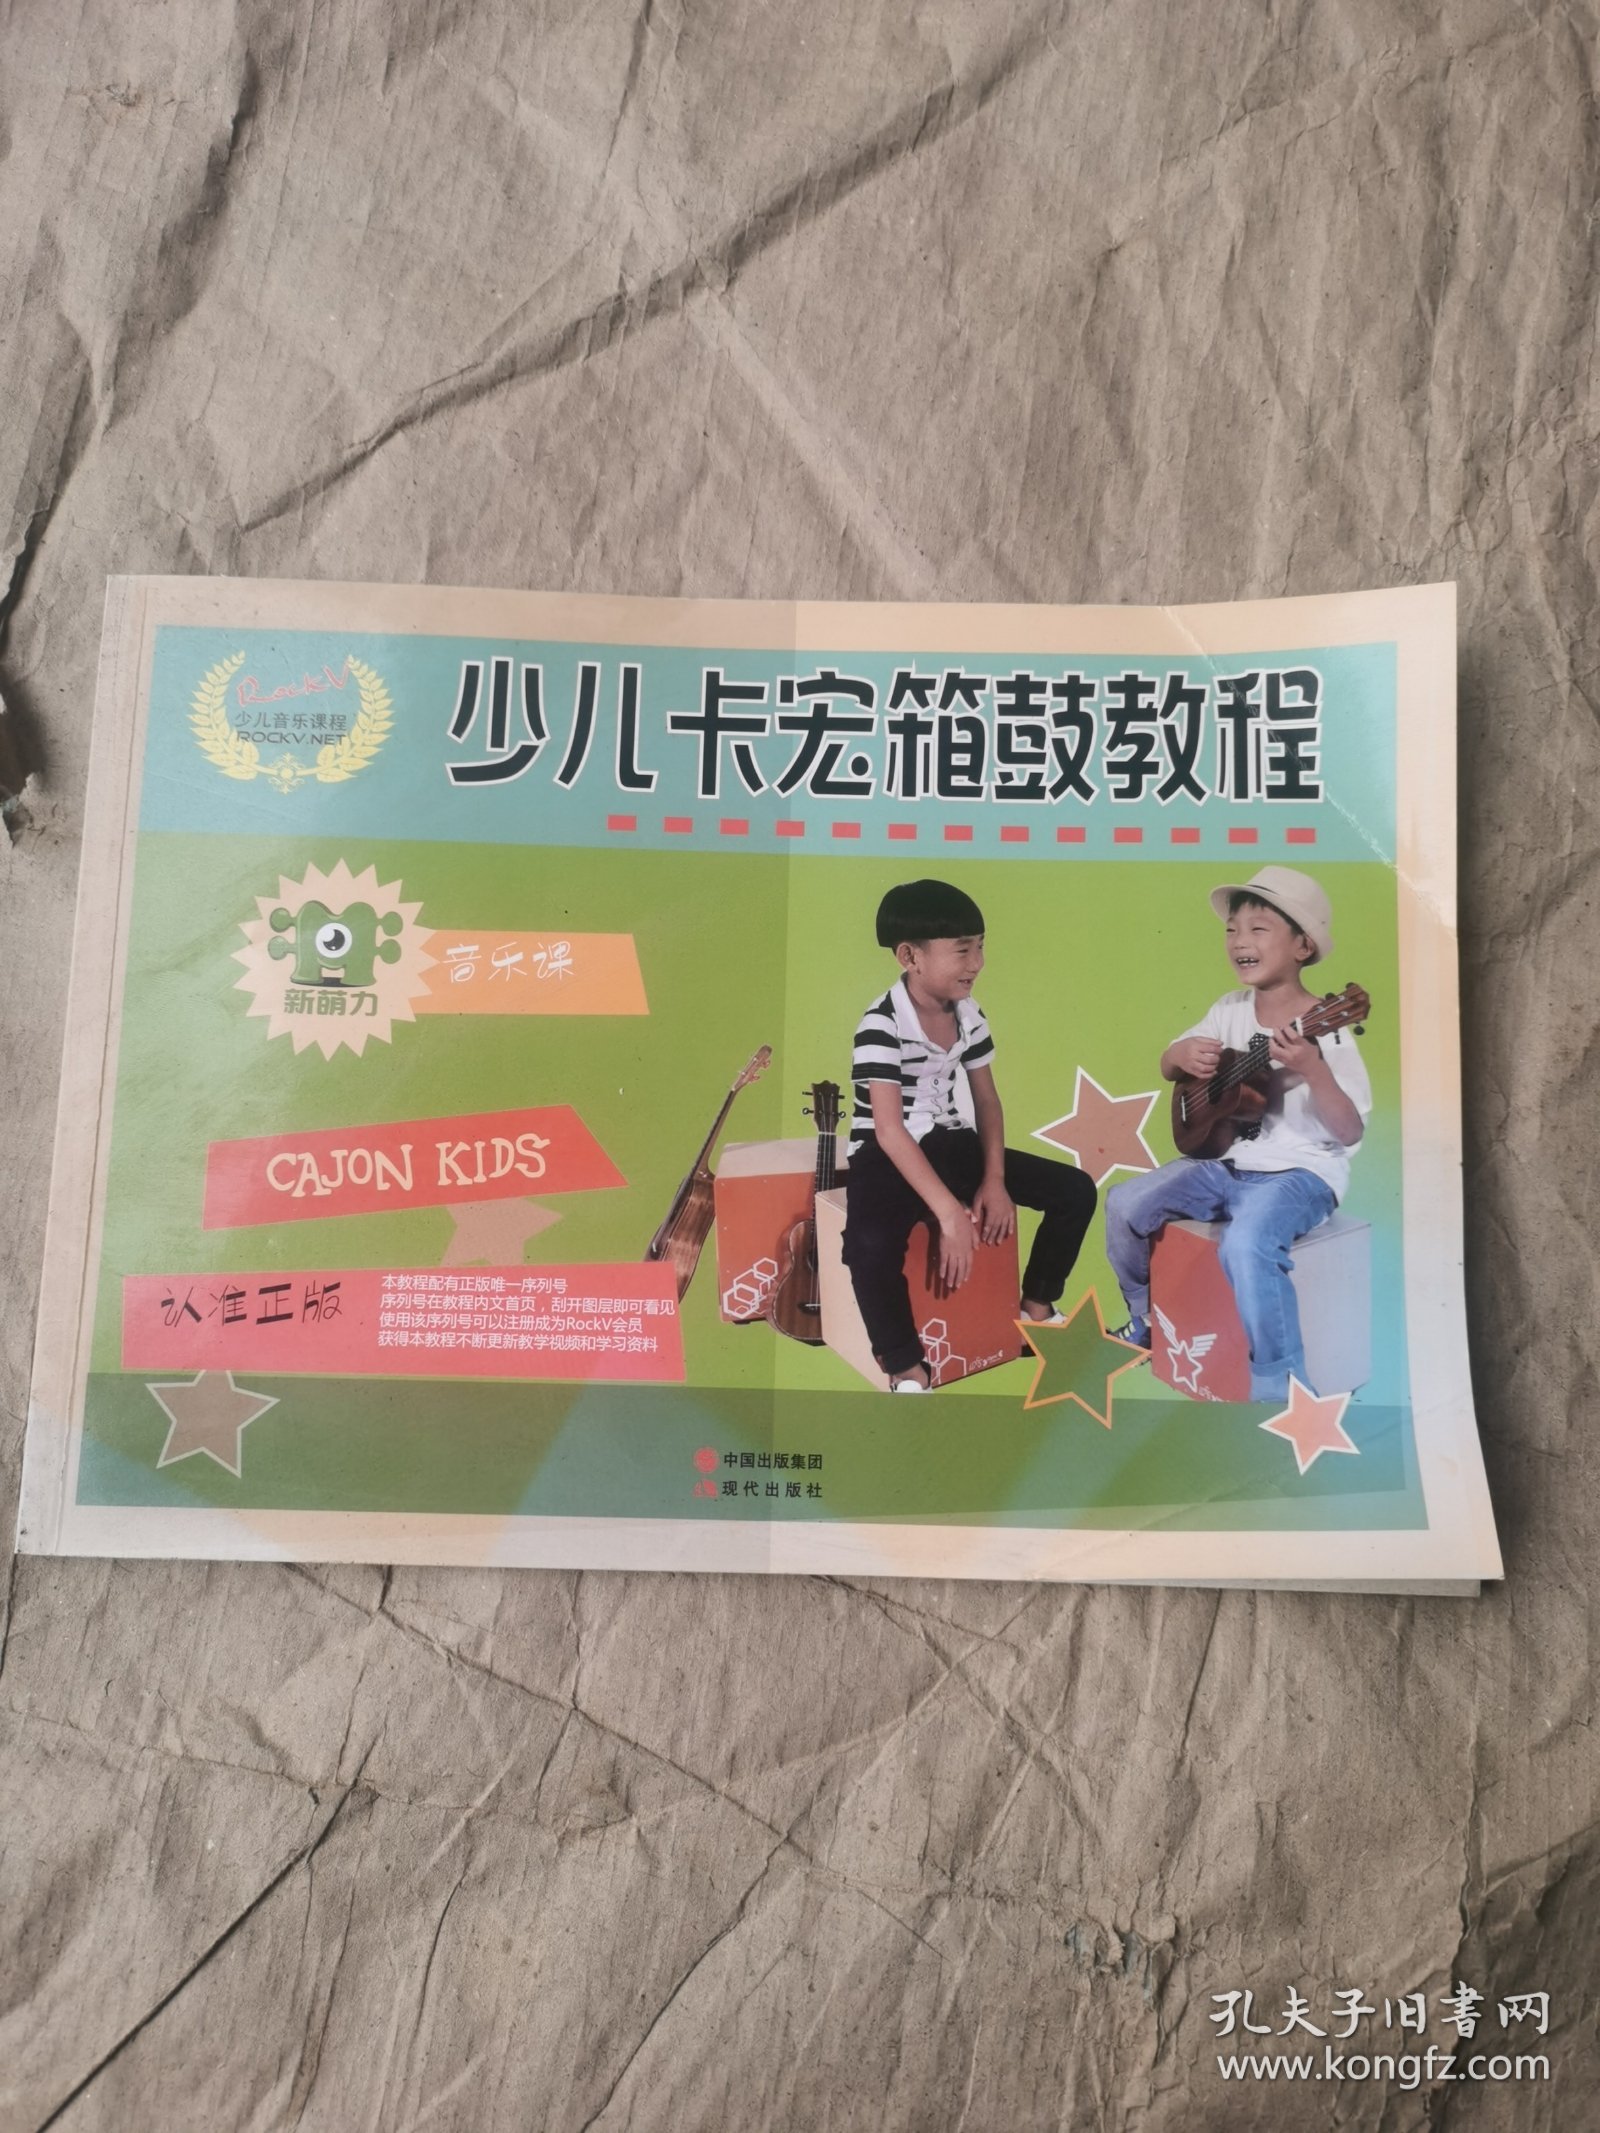 RockV
少儿音乐课程
ROCKV.NET
少儿卡宏箱鼓教程
新萌力
音乐课
CAJON KIDS
认准正版
本教程配有正版唯一序列号
序列号在教程内文首页，刮开图层即可看见
使用该序列号可以注册成为RockV会员
获得本教程不断更新教学视频和学习资料
中国出版集团
现代出版社
孔夫子旧书网
www.kongfz.com